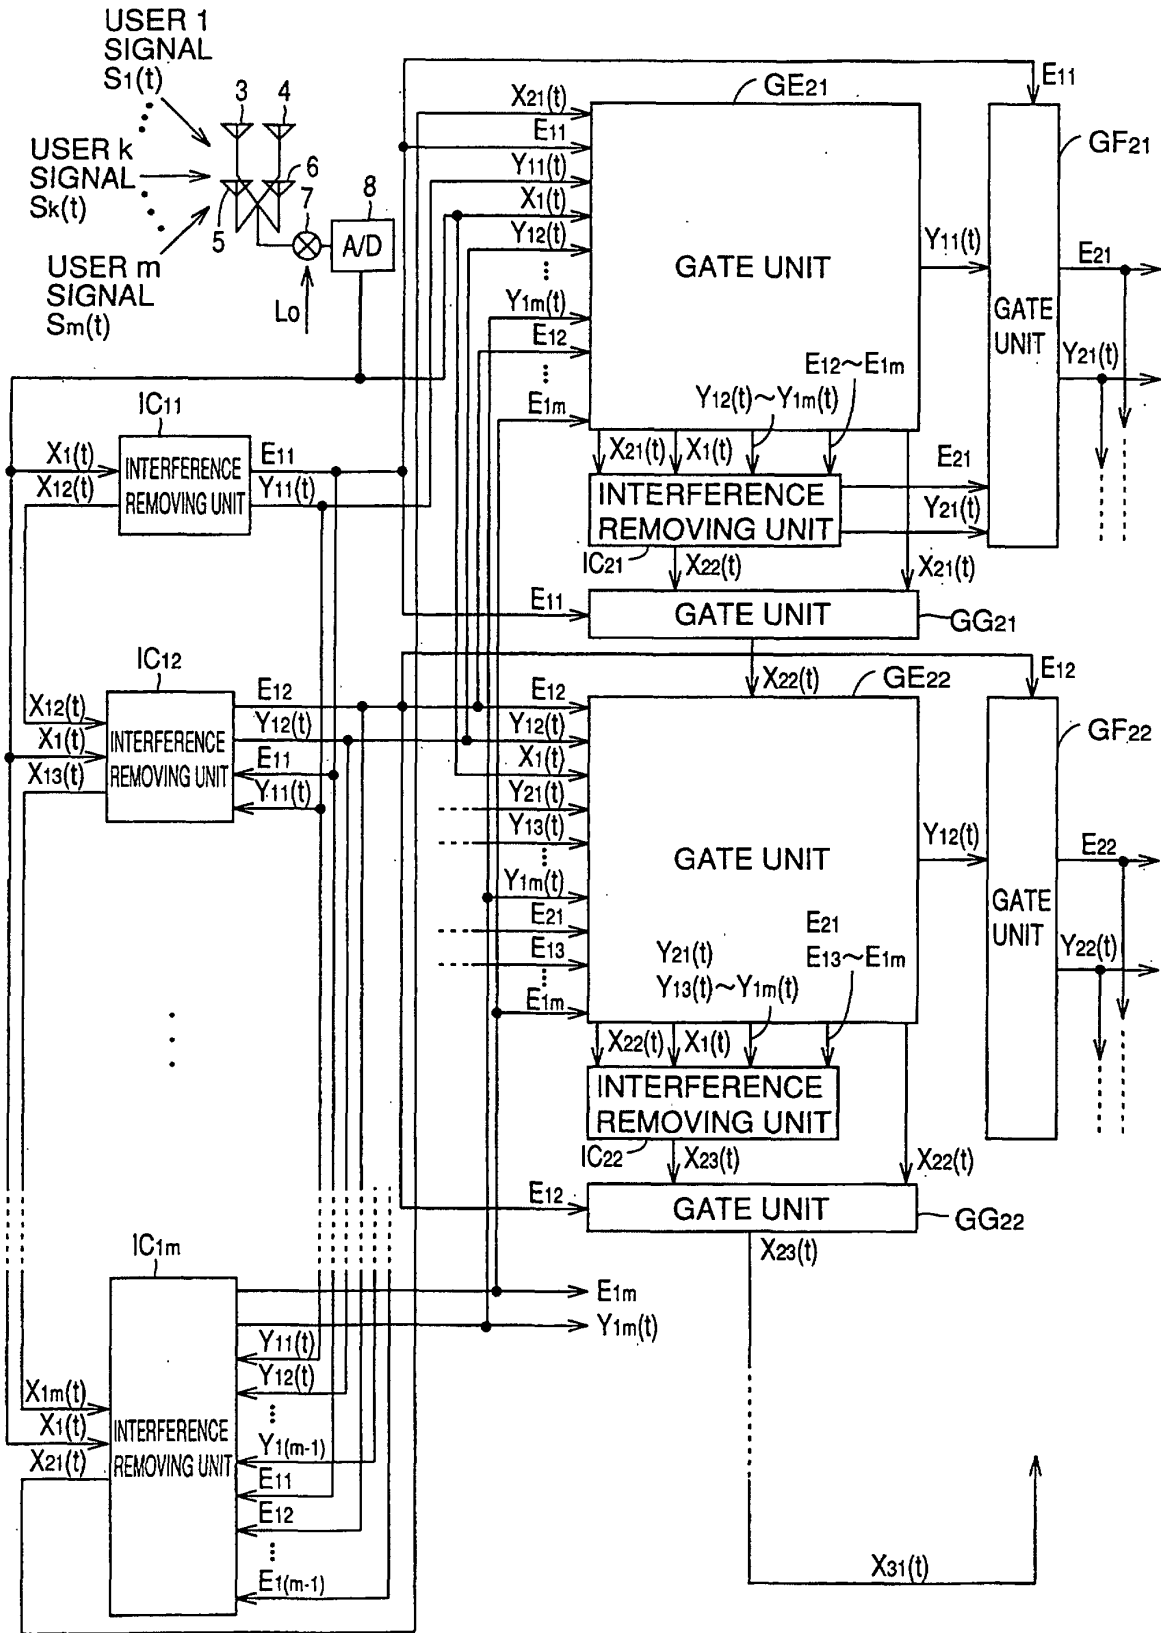 USER 1
SIGNAL
S1(t)
USER k
SIGNAL
Sk(t)
USER m
SIGNAL
Sm(t)
3
4
5
6
7
8
A/D
Lo
IC11
X1(t)
X12(t)
INTERFERENCE
REMOVING UNIT
E11
Y11(t)
IC12
X12(t)
X1(t)
X13(t)
INTERFERENCE
REMOVING UNIT
E12
Y12(t)
E11
Y11(t)
IC1m
X1m(t)
X1(t)
X21(t)
INTERFERENCE
REMOVING UNIT
Y11(t)
Y12(t)
Y1(m-1)
E11
E12
E1(m-1)
E1m
Y1m(t)
X21(t)
E11
Y11(t)
X1(t)
Y12(t)
Y1m(t)
E12
E1m
GE21
GATE UNIT
E12~E1m
Y12(t)~Y1m(t)
Y11(t)
E11
GF21
GATE
UNIT
E21
Y21(t)
X21(t)
X1(t)
INTERFERENCE
REMOVING UNIT
E21
Y21(t)
IC21
X22(t)
X21(t)
E11
GATE UNIT
GG21
X22(t)
GE22
E12
E12
Y12(t)
X1(t)
Y21(t)
Y13(t)
Y1m(t)
E21
E13
E1m
GATE UNIT
Y21(t)
Y13(t)~Y1m(t)
E21
E13~E1m
Y12(t)
GF22
GATE
UNIT
E22
Y22(t)
X22(t)
X1(t)
INTERFERENCE
REMOVING UNIT
IC22
X23(t)
X22(t)
E12
GATE UNIT
GG22
X23(t)
X31(t)